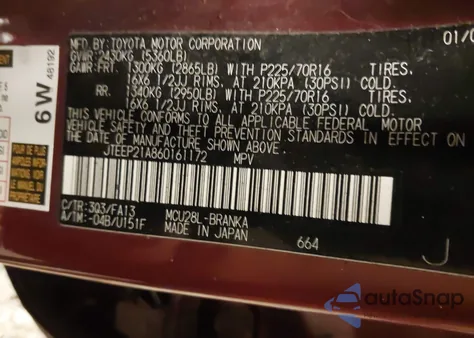 MFD. BY: TOYOTA MOTOR CORPORATION 01/0
GVWR: 2430KG (5360LB)
GAWR: FRT. 1300KG (2865LB) WITH P225/70R16 TIRES,
16X6 1/2JJ RIMS, AT 210KPA (30PSI) COLD.
RR. 1340KG (2950LB) WITH P225/70R16 TIRES,
16X6 1/2JJ RIMS, AT 210KPA (30PSI) COLD.
THIS VEHICLE CONFORMS TO ALL APPLICABLE FEDERAL MOTOR
VEHICLE SAFETY AND THEFT PREVENTION STANDARDS IN EFFECT ON
THE DATE OF MANUFACTURE SHOWN ABOVE.
JTEEP21A860161172 MPV
C/TR: 3Q3/FA13 MCU28L-BRANKA
A/TM: -04B/U151F MADE IN JAPAN 664 J
6W 48192
autoSnap